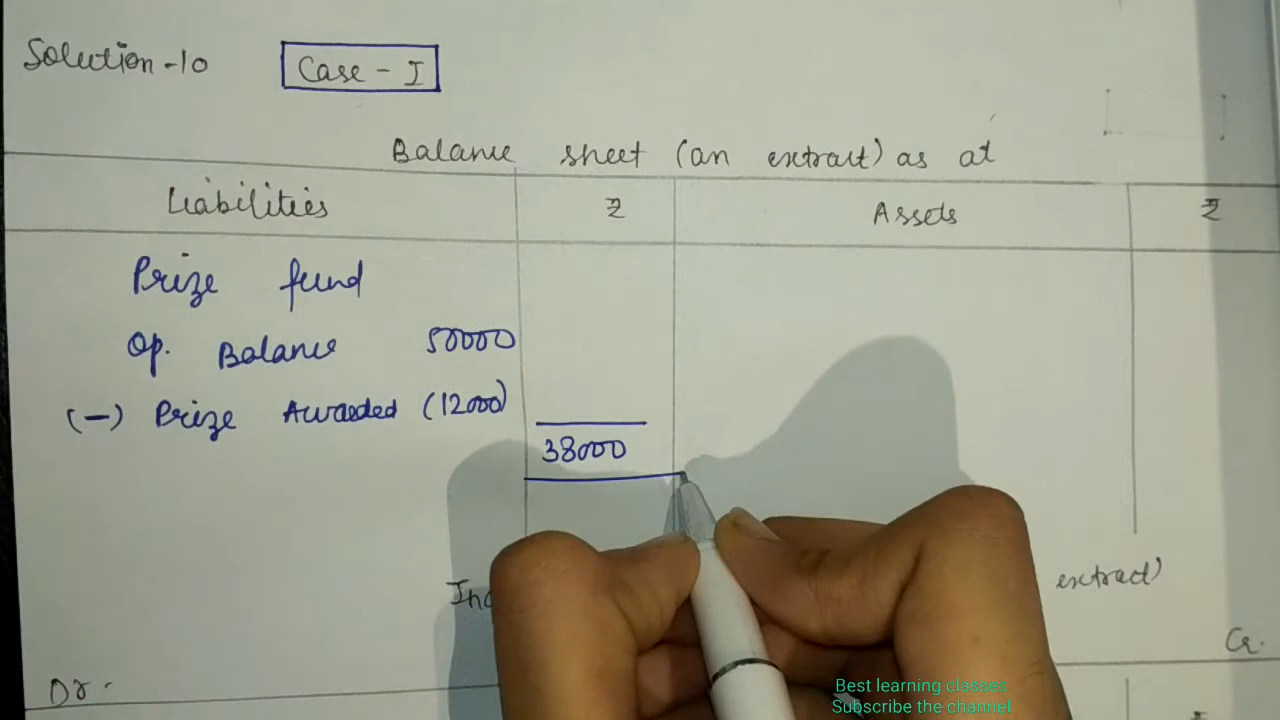 Solution-10 Case - I
Balance sheet (an extract) as at
Liabilities ₹ Assets ₹
Prize fund
Op. Balance 50000
(-) Prize Awarded (12000)
38000
extract)
Cr.
Dr.
Best learning classes
Subscribe the channel